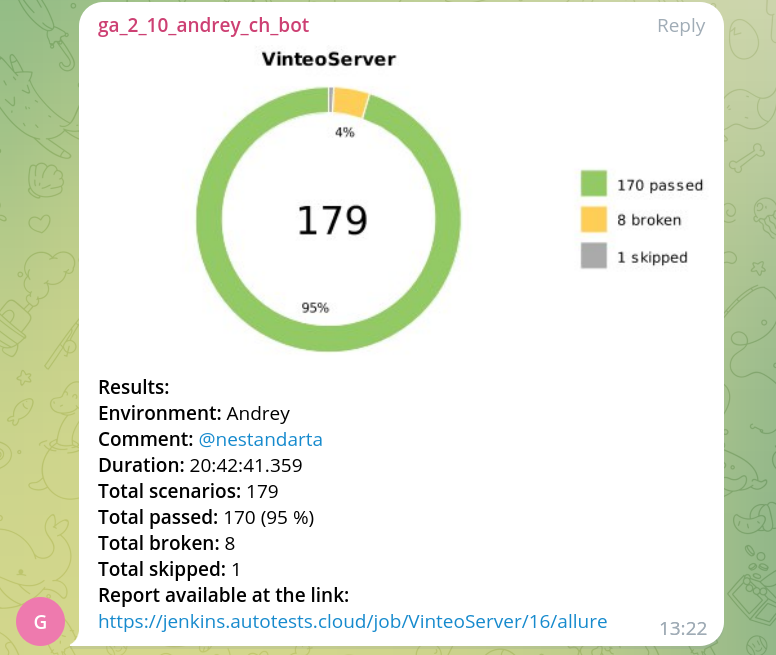 ga_2_10_andrey_ch_bot Reply
VinteoServer
4%
179
95%
170 passed
8 broken
1 skipped
Results:
Environment: Andrey
Comment: @nestandarta
Duration: 20:42:41.359
Total scenarios: 179
Total passed: 170 (95 %)
Total broken: 8
Total skipped: 1
Report available at the link:
https://jenkins.autotests.cloud/job/VinteoServer/16/allure
G
13:22